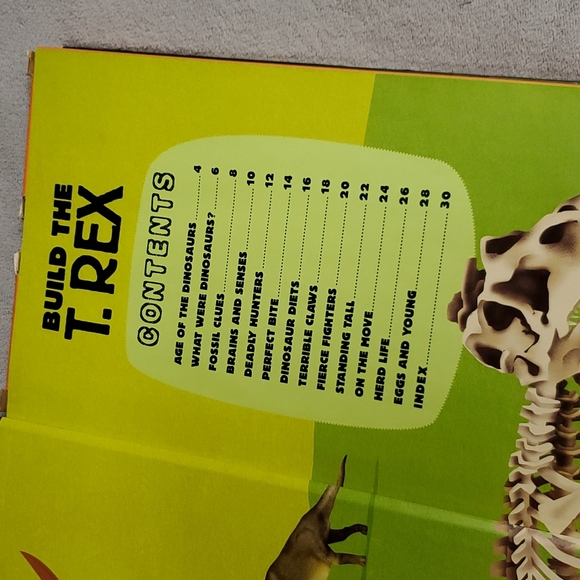 BUILD THE
T. REX
CONTENTS
AGE OF THE DINOSAURS 4
WHAT WERE DINOSAURS? 6
FOSSIL CLUES 8
BRAINS AND SENSES 10
DEADLY HUNTERS 12
PERFECT BITE 14
DINOSAUR DIETS 16
TERRIBLE CLAWS 18
FIERCE FIGHTERS 20
STANDING TALL 22
ON THE MOVE 24
HERD LIFE 26
EGGS AND YOUNG 28
INDEX 30